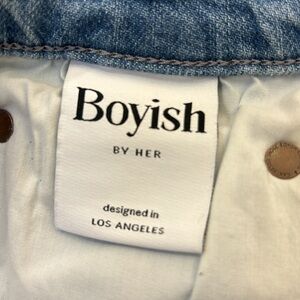 Boyish
BY HER
designed in
LOS ANGELES